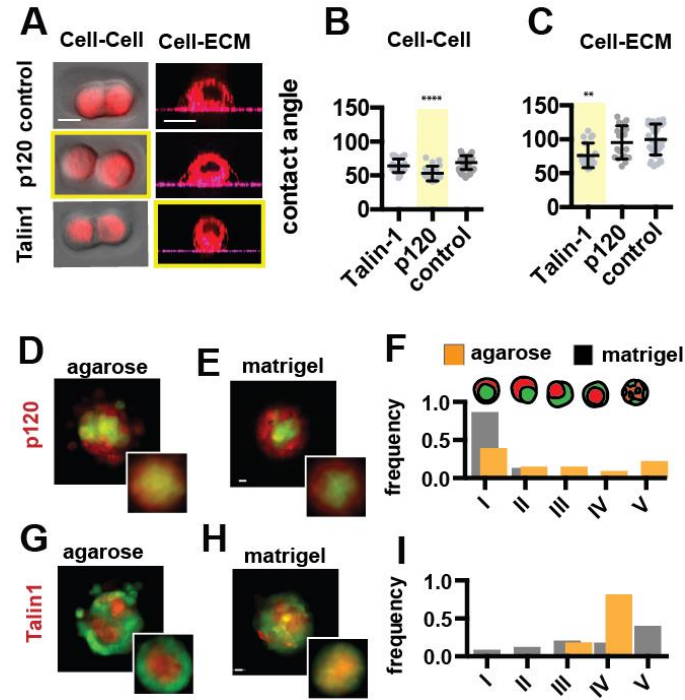 A
Cell-Cell
Cell-ECM
control
p120
Talin1
B
Cell-Cell
contact angle
****
150
100
50
0
Talin-1
p120
control
C
Cell-ECM
**
150
100
50
0
Talin-1
p120
control
D
agarose
p120
E
matrigel
F
agarose
matrigel
frequency
1.0
0.5
0.0
I
II
III
IV
V
G
agarose
Talin1
H
matrigel
I
frequency
1.0
0.5
0.0
I
II
III
IV
V